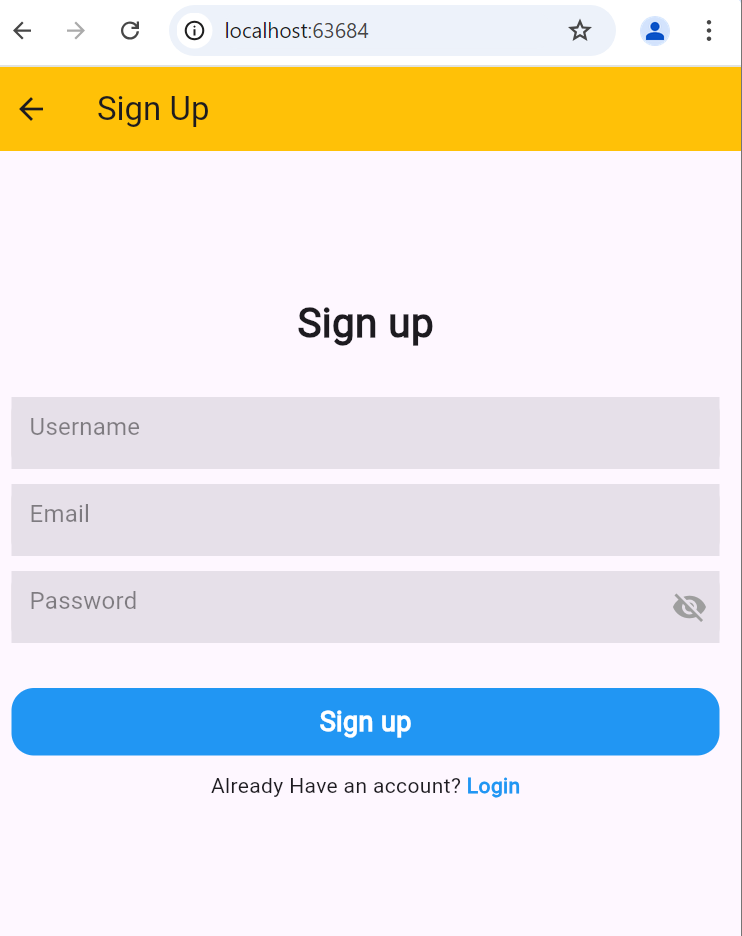 localhost:63684
Sign Up
Sign up
Username
Email
Password
Sign up
Already Have an account? Login